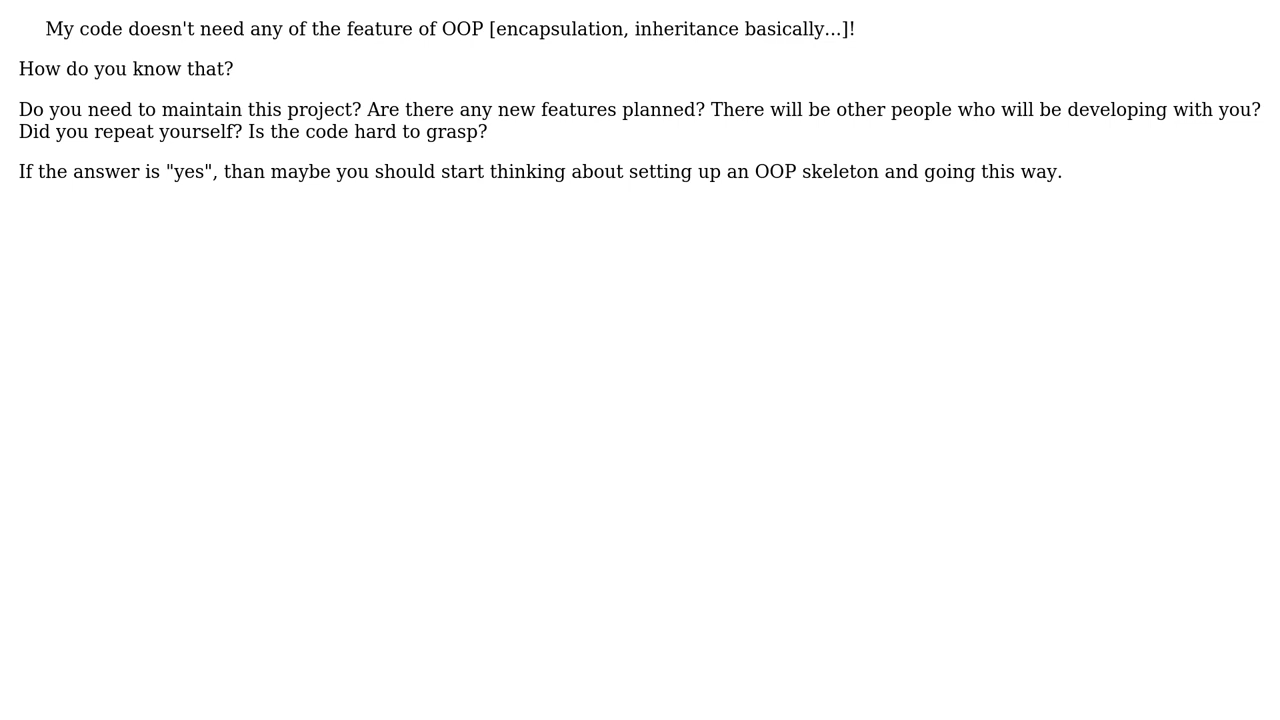 My code doesn't need any of the feature of OOP [encapsulation, inheritance basically...]!
How do you know that?
Do you need to maintain this project? Are there any new features planned? There will be other people who will be developing with you?
Did you repeat yourself? Is the code hard to grasp?
If the answer is "yes", than maybe you should start thinking about setting up an OOP skeleton and going this way.